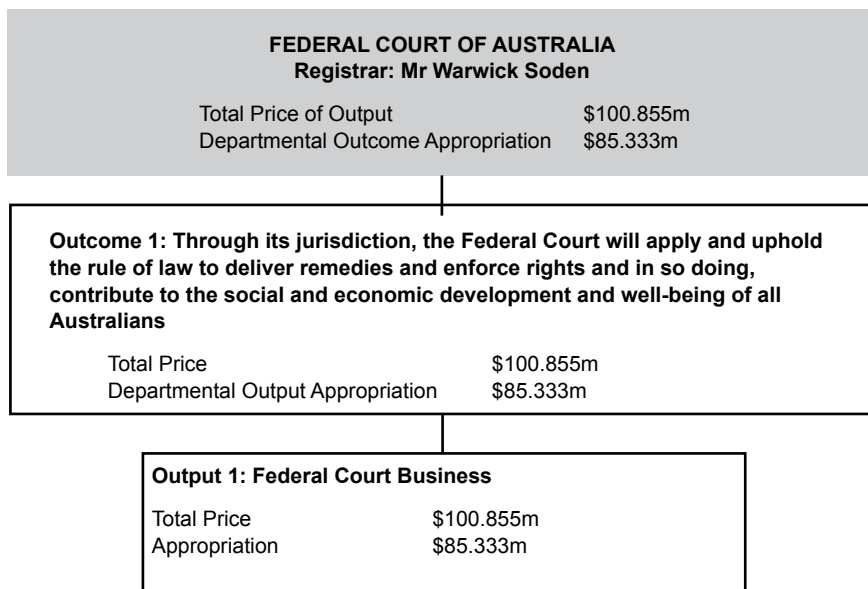 FEDERAL COURT OF AUSTRALIA
Registrar: Mr Warwick Soden
Total Price of Output $100.855m
Departmental Outcome Appropriation $85.333m
Outcome 1: Through its jurisdiction, the Federal Court will apply and uphold
the rule of law to deliver remedies and enforce rights and in so doing,
contribute to the social and economic development and well-being of all
Australians
Total Price $100.855m
Departmental Output Appropriation $85.333m
Output 1: Federal Court Business
Total Price $100.855m
Appropriation $85.333m